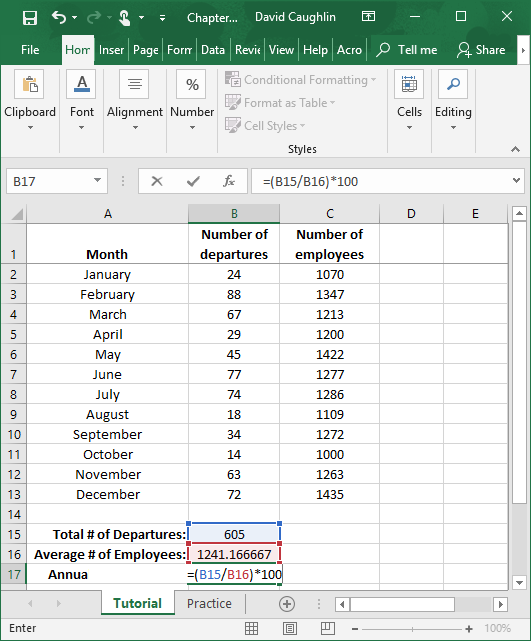 Chapter... David Caughlin
File Hor Inser Page Forr Data Revi View Help Acro Tell me Share
Clipboard Font Alignment Number Conditional Formatting Format as Table Cell Styles Cells Editing
%
Styles
B17 fx =(B15/B16)*100
A B C D E
1 Month Number of departures Number of employees
2 January 24 1070
3 February 88 1347
4 March 67 1213
5 April 29 1200
6 May 45 1422
7 June 77 1277
8 July 74 1286
9 August 18 1109
10 September 34 1272
11 October 14 1000
12 November 63 1263
13 December 72 1435
14
15 Total # of Departures: 605
16 Average # of Employees: 1241.166667
17 Annua =(B15/B16)*100
Tutorial Practice
Enter 100%